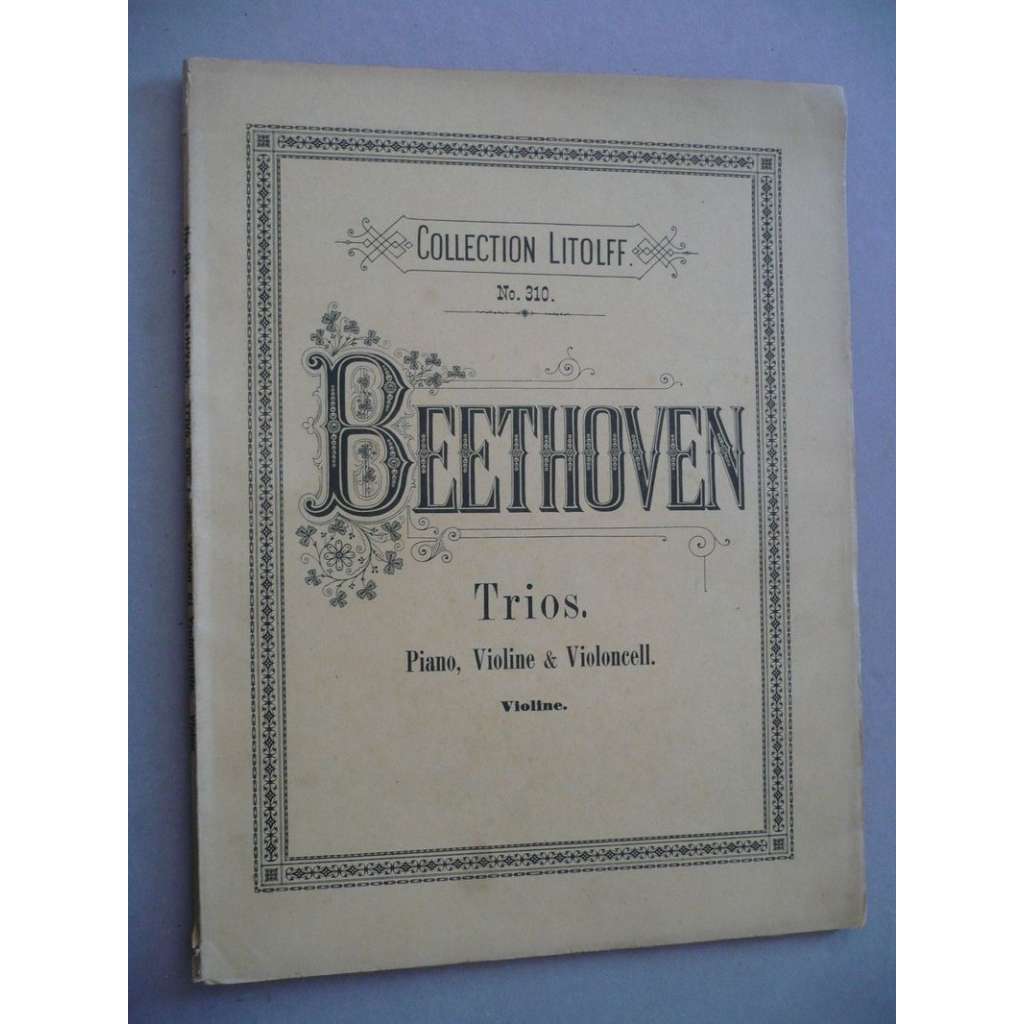 COLLECTION LITOLFF.
No. 310.
BEETHOVEN
Trios.
Piano, Violine & Violoncell.
Violine.